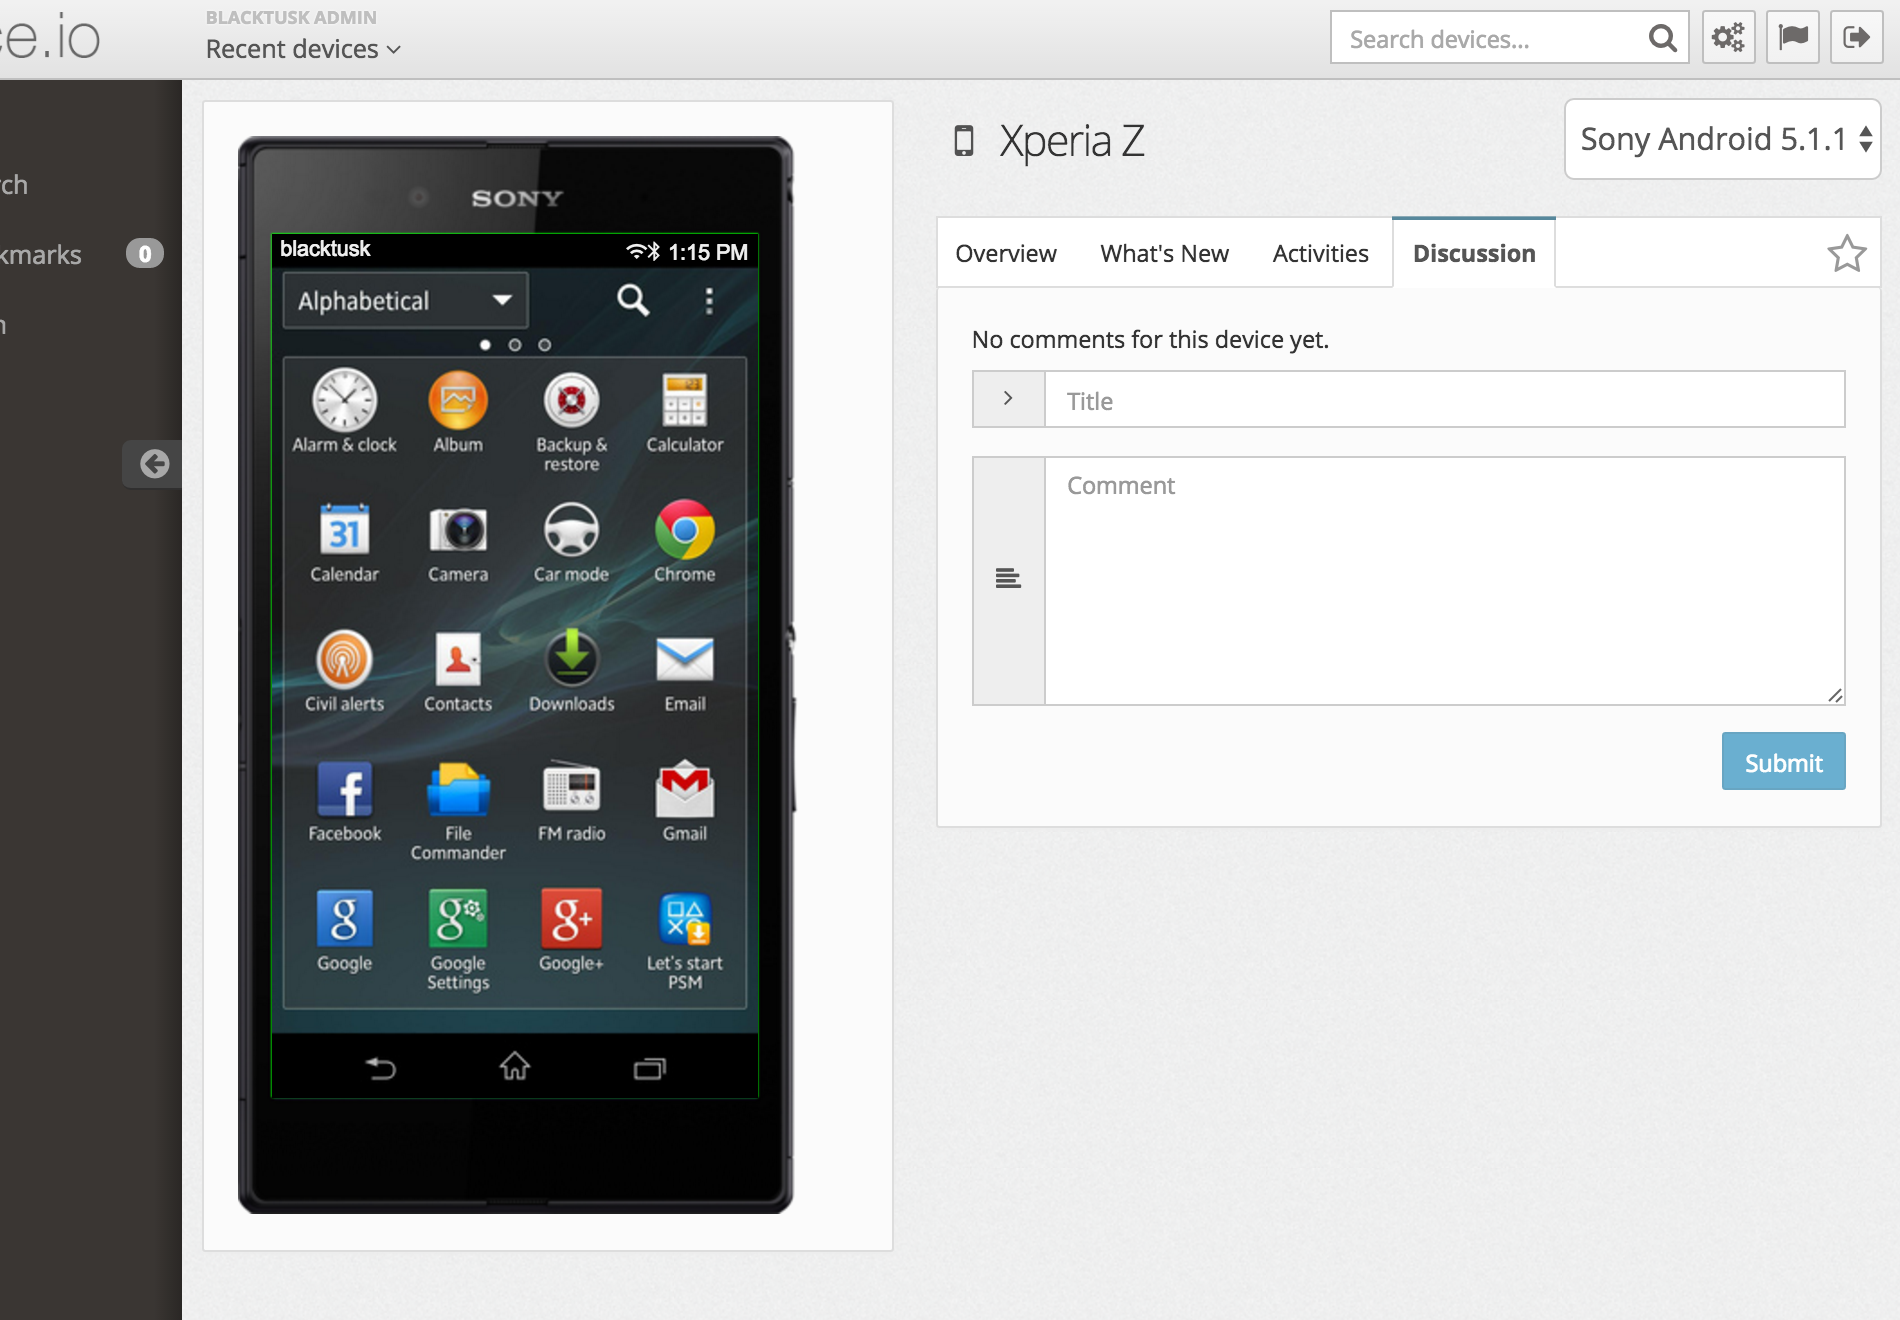 e.io
BLACKTUSK ADMIN
Recent devices
Search devices...
ch
kmarks 0
SONY
blacktusk 1:15 PM
Alphabetical
Alarm & clock
Album
Backup &
restore
Calculator
31
Calendar
Camera
Car mode
Chrome
Civil alerts
Contacts
Downloads
Email
f
Facebook
File
Commander
FM radio
Gmail
g
Google
g
Google
Settings
g+
Google+
Let's start
PSM
Xperia Z
Sony Android 5.1.1
Overview
What's New
Activities
Discussion
No comments for this device yet.
Title
Comment
Submit